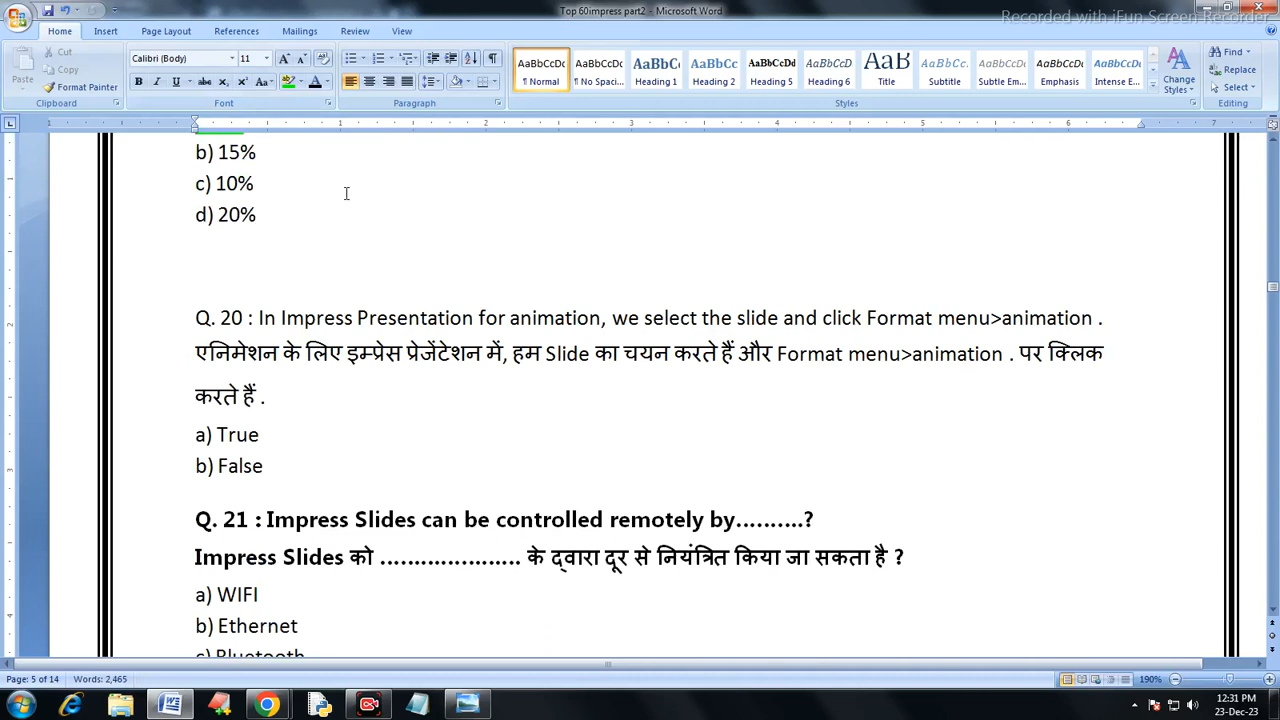 Top 60impress part2 - Microsoft Word
Recorded with iFun Screen Recorder
Home Insert Page Layout References Mailings Review View
Paste
Cut
Copy
Format Painter
Clipboard
Calibri (Body) 11
Font
Paragraph
AaBbCcDc AaBbCcDc AaBbC AaBbCc AaBbCcDd AaBbCcD AaB AaBbCc. AaBbCcDc AaBbCcDc AaBbCcDc
¶ Normal ¶ No Spaci... Heading 1 Heading 2 Heading 5 Heading 6 Title Subtitle Subtle Em... Emphasis Intense E...
Styles
Change Styles
Find
Replace
Select
Editing
b) 15%
c) 10%
d) 20%
Q. 20 : In Impress Presentation for animation, we select the slide and click Format menu>animation .
एनिमेशन के लिए इम्प्रेस प्रेजेंटेशन में, हम Slide का चयन करते हैं और Format menu>animation . पर क्लिक
करते हैं .
a) True
b) False
Q. 21 : Impress Slides can be controlled remotely by..........?
Impress Slides को ..................... के द्वारा दूर से नियंत्रित किया जा सकता है ?
a) WIFI
b) Ethernet
c) Bluetooth
Page: 5 of 14 Words: 2,465
190%
12:31 PM
23-Dec-23